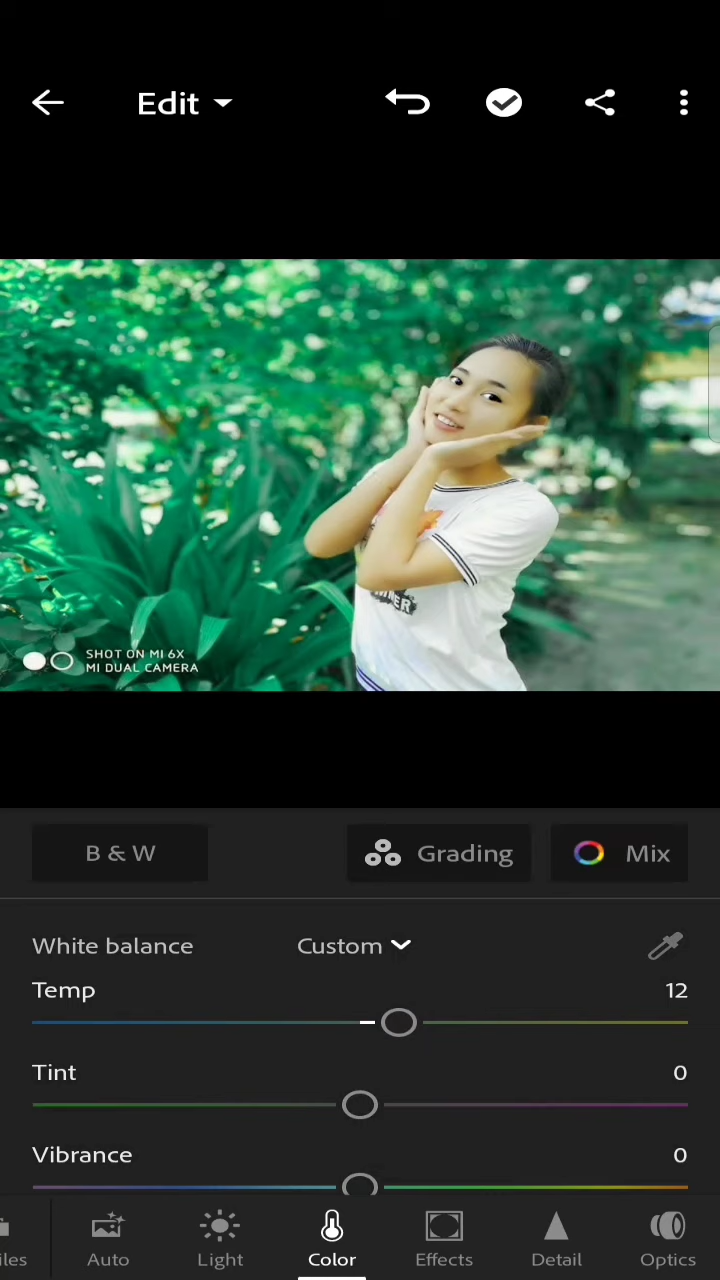 Edit
SHOT ON MI 6X
MI DUAL CAMERA
B & W
Grading
Mix
White balance
Custom
Temp
12
Tint
0
Vibrance
0
iles
Auto
Light
Color
Effects
Detail
Optics